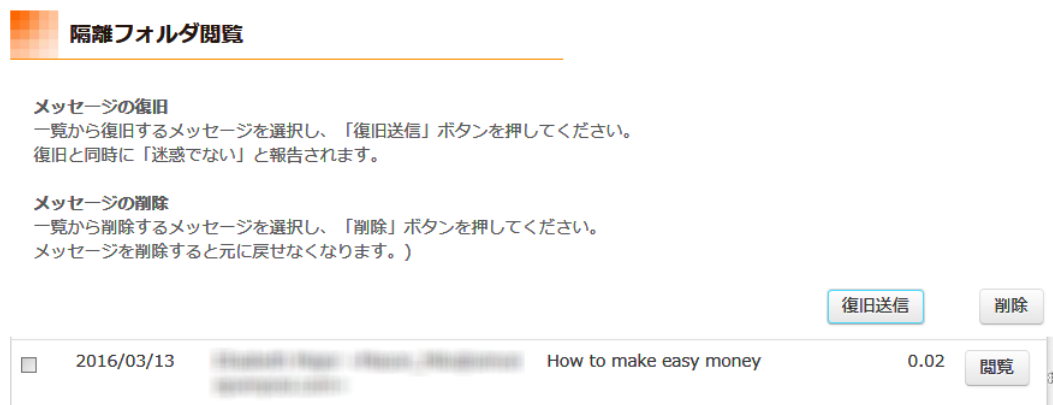 隔離フォルダ閲覧
メッセージの復旧
一覧から復旧するメッセージを選択し、「復旧送信」ボタンを押してください。
復旧と同時に「迷惑でない」と報告されます。
メッセージの削除
一覧から削除するメッセージを選択し、「削除」ボタンを押してください。
メッセージを削除すると元に戻せなくなります。)
復旧送信 削除
2016/03/13 How to make easy money 0.02 閲覧